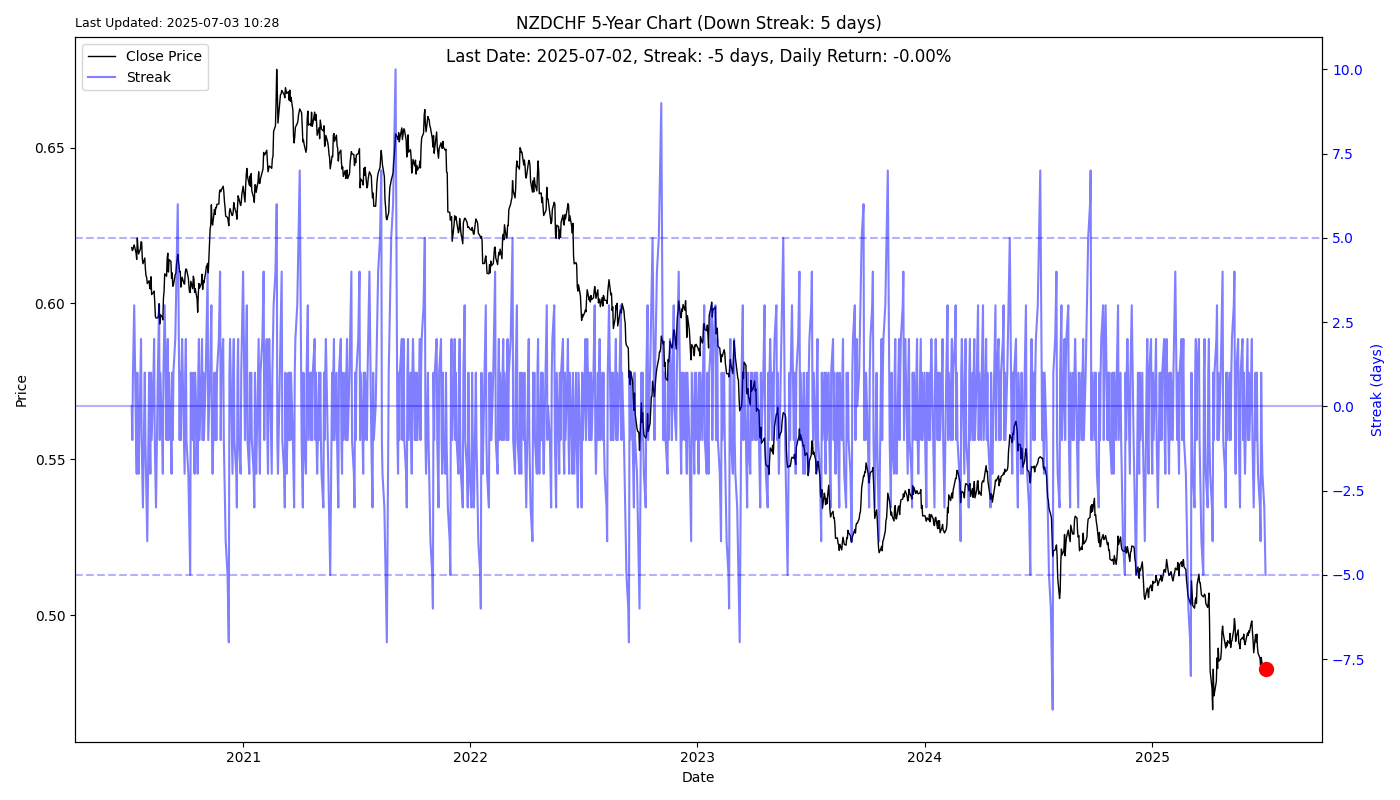 Last Updated: 2025-07-03 10:28
NZDCHF 5-Year Chart (Down Streak: 5 days)
Last Date: 2025-07-02, Streak: -5 days, Daily Return: -0.00%
Close Price
Streak
0.65
0.60
0.55
0.50
Price
10.0
7.5
5.0
2.5
0.0
−2.5
−5.0
−7.5
Streak (days)
2021
2022
2023
2024
2025
Date